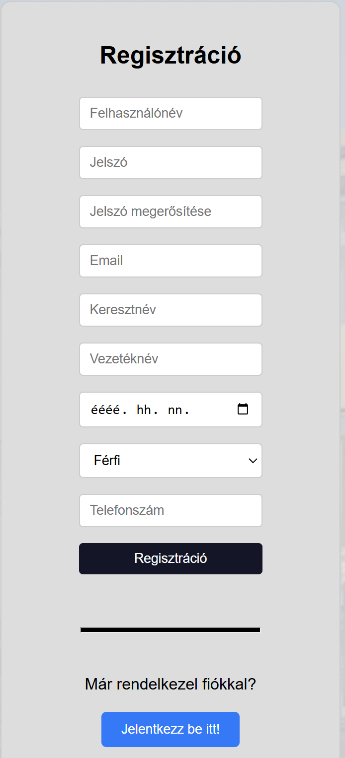 Regisztráció
Felhasználónév
Jelszó
Jelszó megerősítése
Email
Keresztnév
Vezetéknév
éééé. hh. nn.
Férfi
Telefonszám
Regisztráció
Már rendelkezel fiókkal?
Jelentkezz be itt!